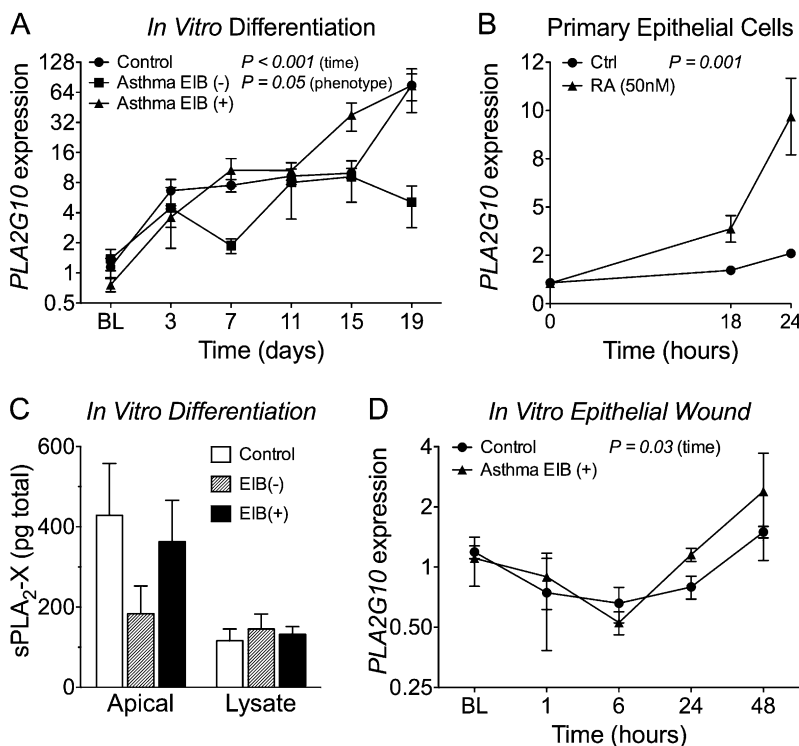 A
In Vitro Differentiation
Control
P < 0.001 (time)
Asthma EIB (-)
P = 0.05 (phenotype)
Asthma EIB (+)
PLA2G10 expression
128
64
32
16
8
4
2
1
0.5
BL 3 7 11 15 19
Time (days)
B
Primary Epithelial Cells
Ctrl
P = 0.001
RA (50nM)
PLA2G10 expression
12
10
8
5
2
0
0 18 24
Time (hours)
C
In Vitro Differentiation
Control
EIB(-)
EIB(+)
sPLA2-X (pg total)
600
400
200
0
Apical Lysate
D
In Vitro Epithelial Wound
Control
P = 0.03 (time)
Asthma EIB (+)
PLA2G10 expression
4
2
1
0.50
0.25
BL 1 6 24 48
Time (hours)